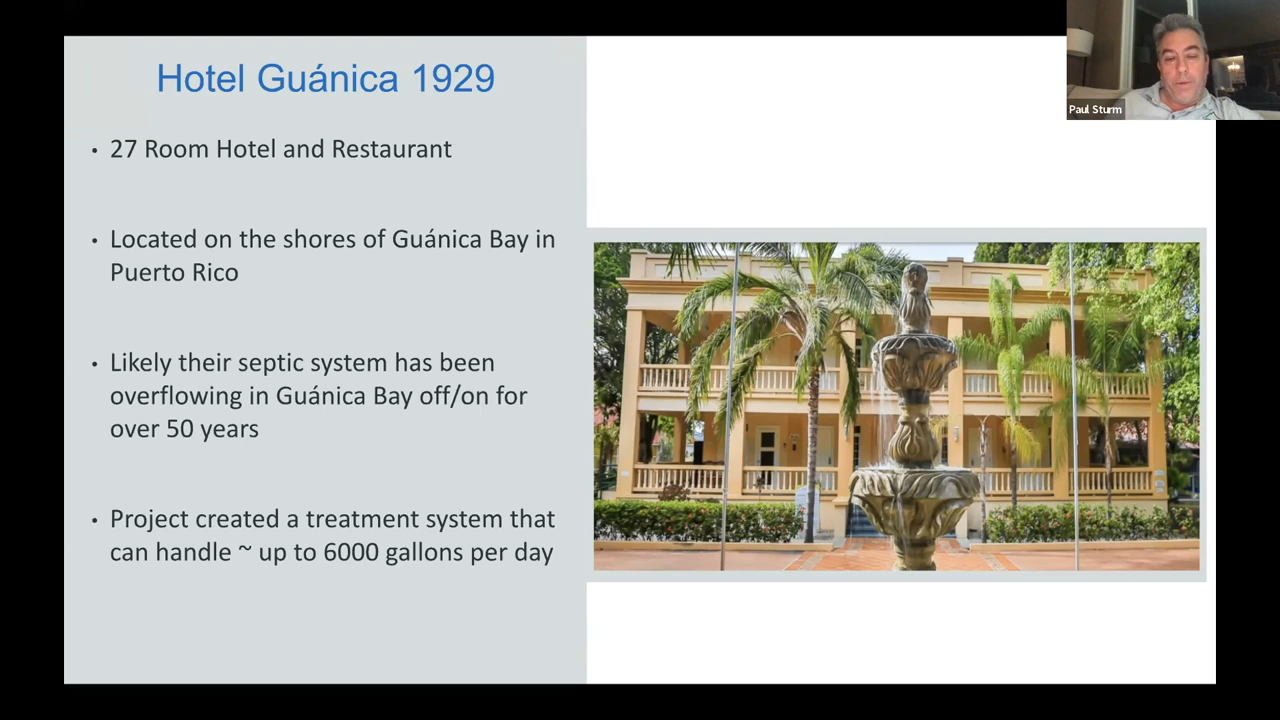 Hotel Guánica 1929
• 27 Room Hotel and Restaurant
• Located on the shores of Guánica Bay in
Puerto Rico
• Likely their septic system has been
overflowing in Guánica Bay off/on for
over 50 years
• Project created a treatment system that
can handle ~ up to 6000 gallons per day
Paul Sturm